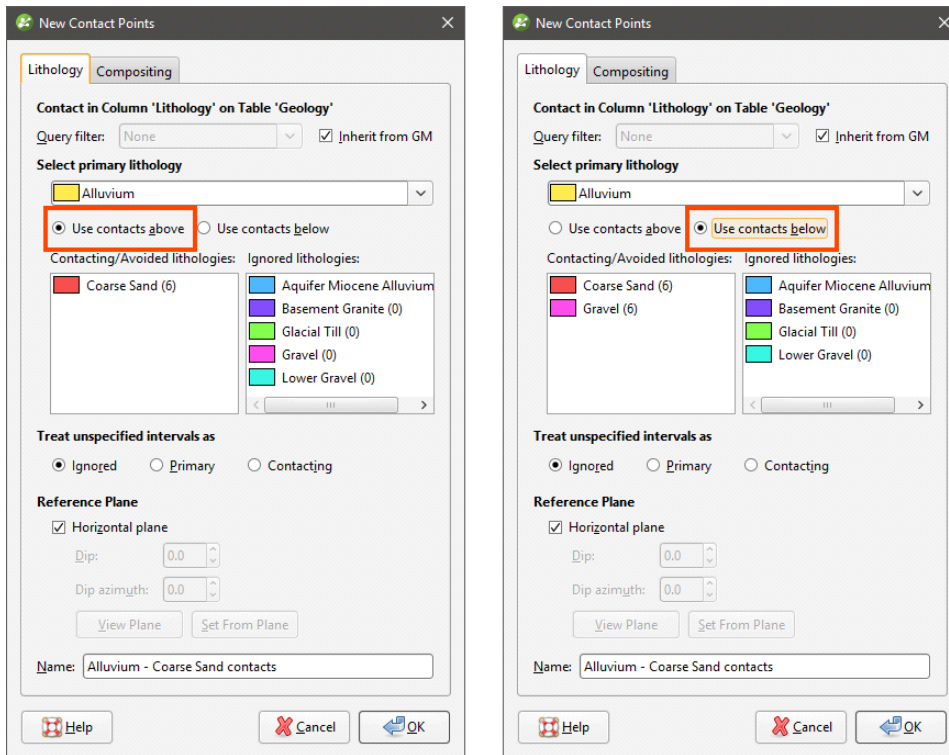 New Contact Points
Lithology Compositing
Contact in Column 'Lithology' on Table 'Geology'
Query filter: None Inherit from GM
Select primary lithology
Alluvium
Use contacts above Use contacts below
Contacting/Avoided lithologies: Ignored lithologies:
Coarse Sand (6) Aquifer Miocene Alluvium
Basement Granite (0)
Glacial Till (0)
Gravel (0)
Lower Gravel (0)
Treat unspecified intervals as
Ignored Primary Contacting
Reference Plane
Horizontal plane
Dip: 0.0
Dip azimuth: 0.0
View Plane Set From Plane
Name: Alluvium - Coarse Sand contacts
Help Cancel OK
New Contact Points
Lithology Compositing
Contact in Column 'Lithology' on Table 'Geology'
Query filter: None Inherit from GM
Select primary lithology
Alluvium
Use contacts above Use contacts below
Contacting/Avoided lithologies: Ignored lithologies:
Coarse Sand (6) Aquifer Miocene Alluvium
Gravel (6) Basement Granite (0)
Glacial Till (0)
Lower Gravel (0)
Treat unspecified intervals as
Ignored Primary Contacting
Reference Plane
Horizontal plane
Dip: 0.0
Dip azimuth: 0.0
View Plane Set From Plane
Name: Alluvium - Coarse Sand contacts
Help Cancel OK